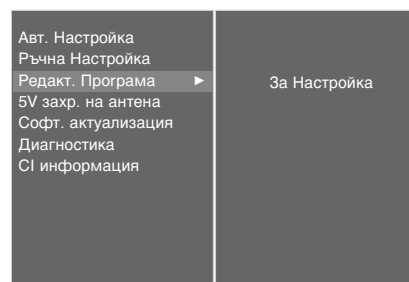 Авт. Настройка
Ръчна Настройка
Редакт. Програма ►
За Настройка
5V захр. на антена
Софт. актуализация
Диагностика
CI информация